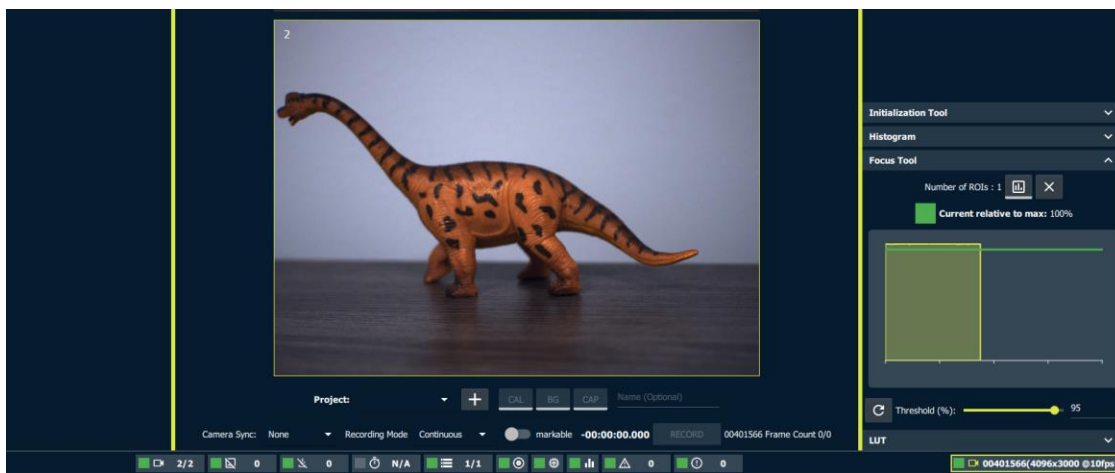 2
Initialization Tool
Histogram
Focus Tool
Number of ROIs : 1
Current relative to max: 100%
Threshold (%): 95
LUT
Project:
CAL BG CAP Name (Optional)
Camera Sync: None Recording Mode Continuous markable -00:00:00.000 RECORD 00401566 Frame Count 0/0
2/2 0 0 N/A 1/1 0 0 00401566(4096x3000 @10fps